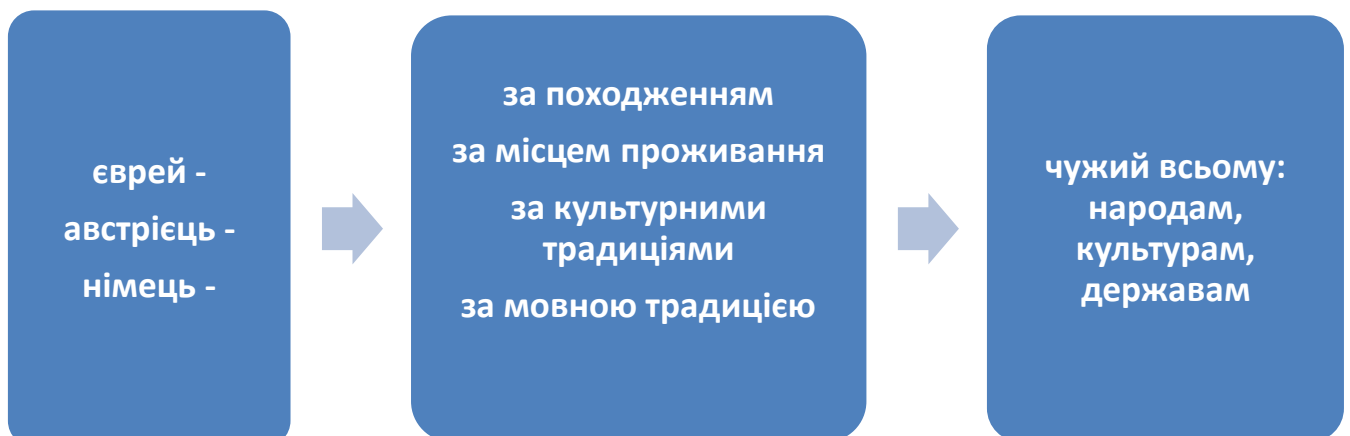 єврей -
австрієць -
німець -
за походженням
за місцем проживання
за культурними
традиціями
за мовною традицією
чужий всьому:
народам,
культурам,
державам